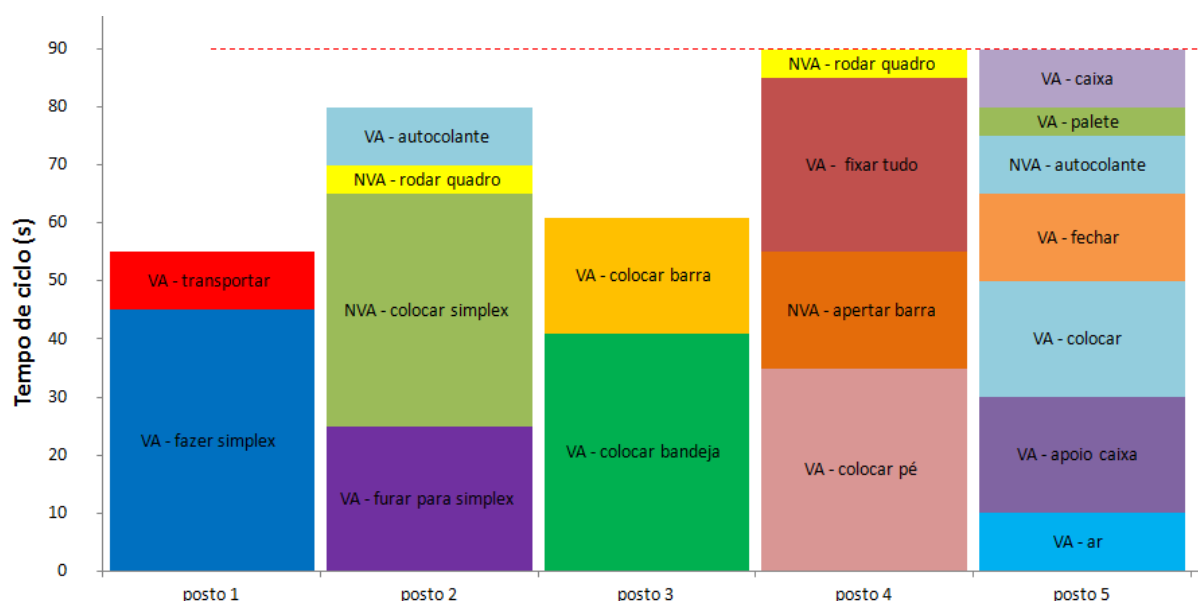 Tempo de ciclo (s)
90
80
70
60
50
40
30
20
10
0
VA - transportar
VA - fazer simplex
posto 1
VA - autocolante
NVA - rodar quadro
NVA - colocar simplex
VA - furar para simplex
posto 2
VA - colocar barra
VA - colocar bandeja
posto 3
NVA - rodar quadro
VA -  fixar tudo
NVA - apertar barra
VA - colocar pé
posto 4
VA - caixa
VA - palete
NVA - autocolante
VA - fechar
VA - colocar
VA - apoio caixa
VA - ar
posto 5